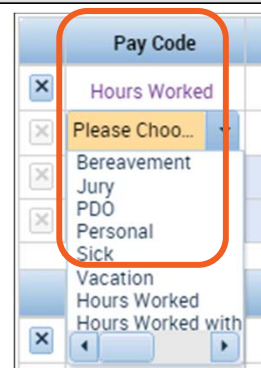 Pay Code
Hours Worked
Please Choo...
Bereavement
Jury
PDO
Personal
Sick
Vacation
Hours Worked
Hours Worked with